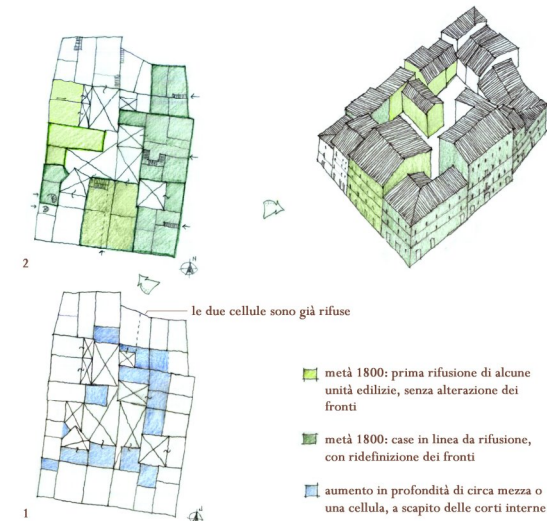 N
2
le due cellule sono già rifuse
metà 1800: prima rifusione di alcune
unità edilizie, senza alterazione dei
fronti
metà 1800: case in linea da rifusione,
con ridefinizione dei fronti
aumento in profondità di circa mezza o
una cellula, a scapito delle corti interne
1
N